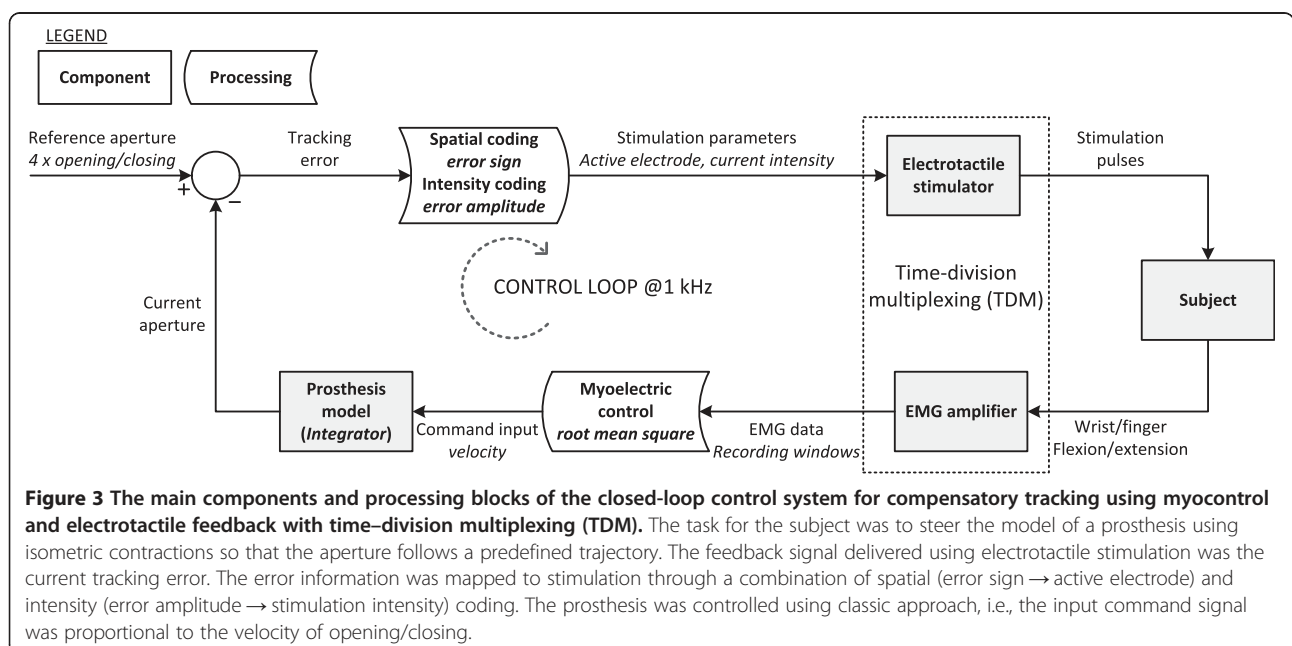 LEGEND
Component
Processing
Reference aperture
4 x opening/closing
+
−
Tracking
error
Spatial coding
error sign
Intensity coding
error amplitude
Stimulation parameters
Active electrode, current intensity
Electrotactile
stimulator
Stimulation
pulses
Time-division
multiplexing (TDM)
Subject
CONTROL LOOP @1 kHz
Current
aperture
Prosthesis
model
(Integrator)
Command input
velocity
Myoelectric
control
root mean square
EMG data
Recording windows
EMG amplifier
Wrist/finger
Flexion/extension
Figure 3 The main components and processing blocks of the closed-loop control system for compensatory tracking using myocontrol
and electrotactile feedback with time–division multiplexing (TDM). The task for the subject was to steer the model of a prosthesis using
isometric contractions so that the aperture follows a predefined trajectory. The feedback signal delivered using electrotactile stimulation was the
current tracking error. The error information was mapped to stimulation through a combination of spatial (error sign → active electrode) and
intensity (error amplitude → stimulation intensity) coding. The prosthesis was controlled using classic approach, i.e., the input command signal
was proportional to the velocity of opening/closing.